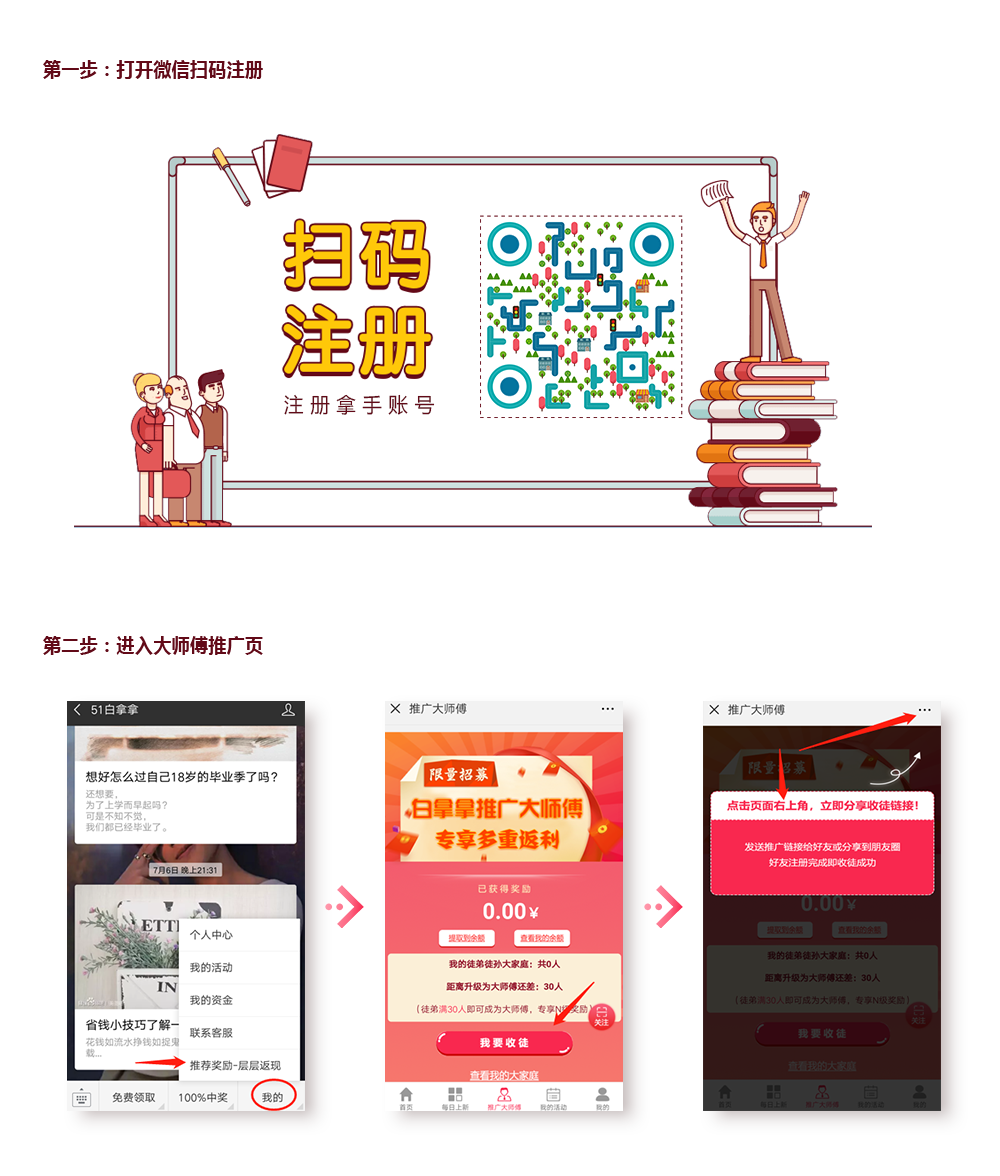 第一步：打开微信扫码注册
扫码
注册
注册拿手账号
第二步：进入大师傅推广页
51白拿拿
想好怎么过自己18岁的毕业季了吗？
还想要，
为了上学而早起吗？
可是不知不觉，
我们都已经毕业了。
7月6日 晚上21:31
个人中心
我的活动
我的资金
联系客服
推荐奖励-层层返现
省钱小技巧了解一
花钱如流水挣钱如捉鬼
载...
免费领取
100%中奖
我的
推广大师傅
限量招募
白拿拿推广大师傅
专享多重返利
已获得奖励
0.00¥
提取到余额
查看我的余额
我的徒弟徒孙大家庭：共0人
距离升级为大师傅还差：30人
（徒弟满30人即可成为大师傅，专享N级奖励）
关注
我要收徒
查看我的大家庭
首页
每日上新
推广大师傅
我的活动
我的
推广大师傅
限量招募
点击页面右上角，立即分享收徒链接！
发送推广链接给好友或分享到朋友圈
好友注册完成即收徒成功
0.00¥
提取到余额
查看我的余额
我的徒弟徒孙大家庭：共0人
距离升级为大师傅还差：30人
（徒弟满30人即可成为大师傅，专享N级奖励）
关注
我要收徒
查看我的大家庭
首页
每日上新
推广大师傅
我的活动
我的